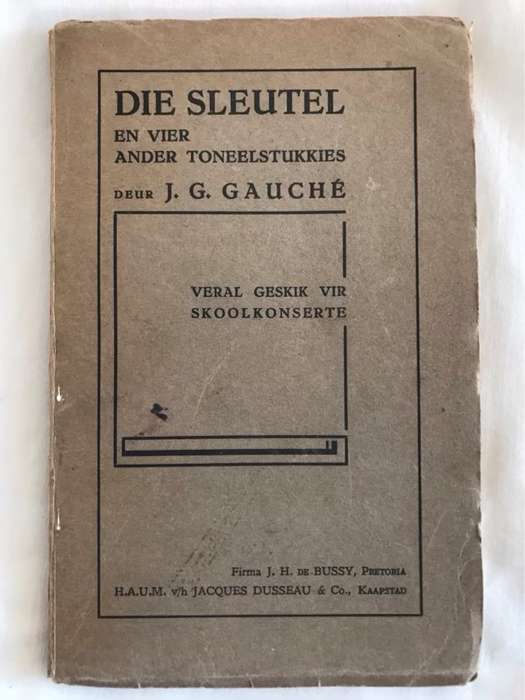 DIE SLEUTEL
EN VIER
ANDER TONEELSTUKKIES
DEUR J. G. GAUCHÉ
VERAL GESKIK VIR
SKOOLKONSERTE
Firma J. H. DE BUSSY, PRETORIA
H.A.U.M. v/h JACQUES DUSSEAU & Co., KAAPSTAD